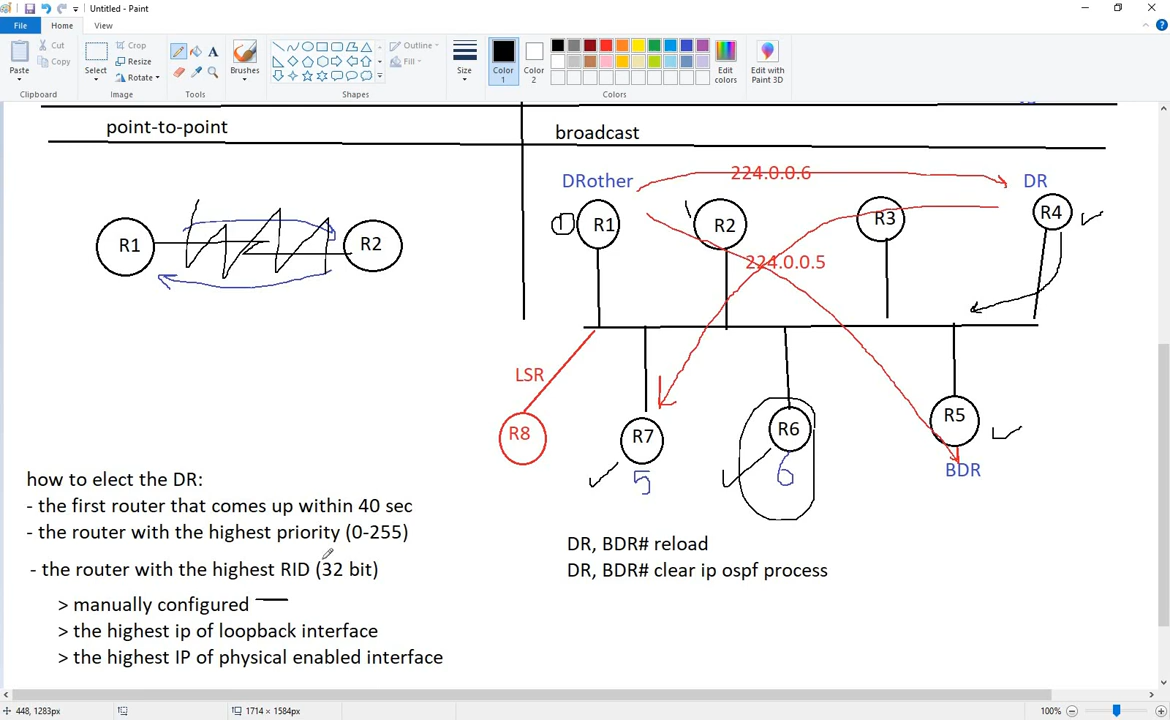 Untitled - Paint
File Home View
Paste
Cut
Copy
Clipboard
Select
Crop
Resize
Rotate
Image
A
Tools
Brushes
Outline
Fill
Shapes
Size
Color 1
Color 2
Edit colors
Colors
Edit with Paint 3D
point-to-point
broadcast
R1
R2
DRother
224.0.0.6
DR
1
R1
R2
R3
R4
224.0.0.5
LSR
R8
R7
5
R6
6
R5
BDR
how to elect the DR:
- the first router that comes up within 40 sec
- the router with the highest priority (0-255)
- the router with the highest RID (32 bit)
> manually configured
> the highest ip of loopback interface
> the highest IP of physical enabled interface
DR, BDR# reload
DR, BDR# clear ip ospf process
448, 1283px
1714 × 1584px
100%